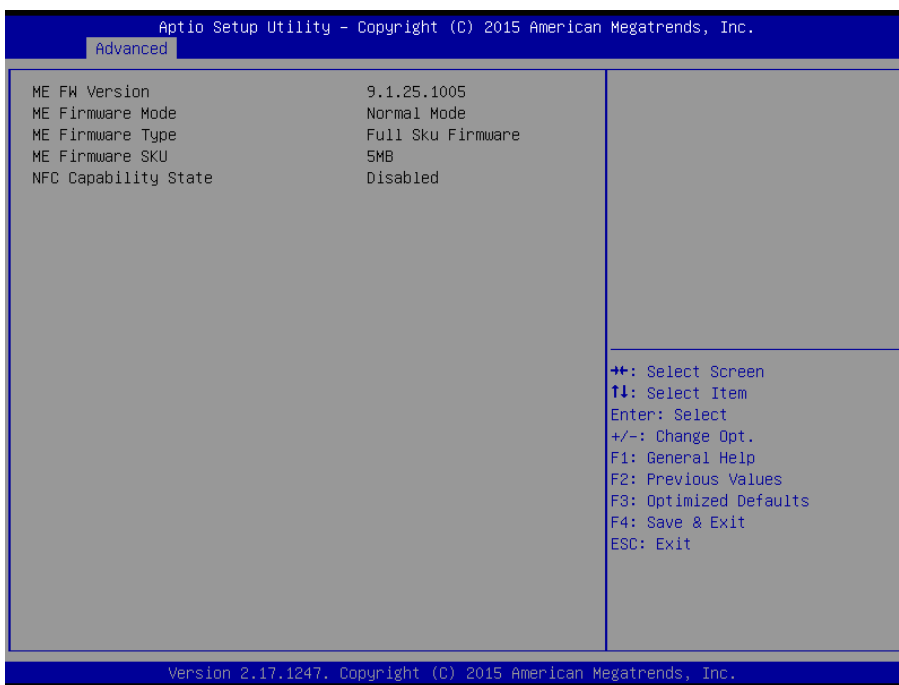 Aptio Setup Utility – Copyright (C) 2015 American Megatrends, Inc.
Advanced
ME FW Version 9.1.25.1005
ME Firmware Mode Normal Mode
ME Firmware Type Full Sku Firmware
ME Firmware SKU 5MB
NFC Capability State Disabled
→←: Select Screen
↑↓: Select Item
Enter: Select
+/-: Change Opt.
F1: General Help
F2: Previous Values
F3: Optimized Defaults
F4: Save & Exit
ESC: Exit
Version 2.17.1247. Copyright (C) 2015 American Megatrends, Inc.